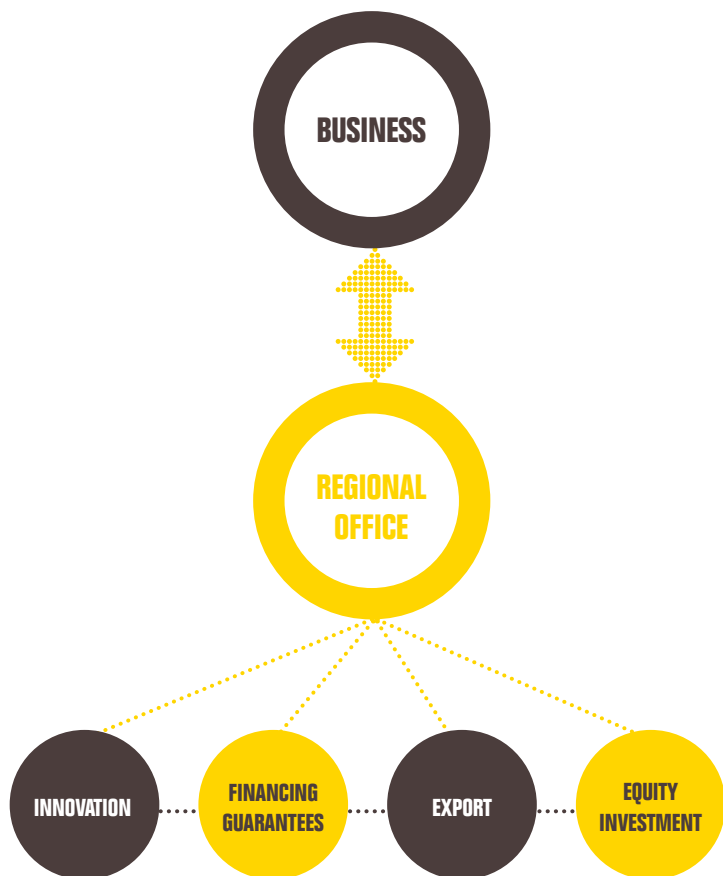 BUSINESS
REGIONAL
OFFICE
INNOVATION
FINANCING
GUARANTEES
EXPORT
EQUITY
INVESTMENT